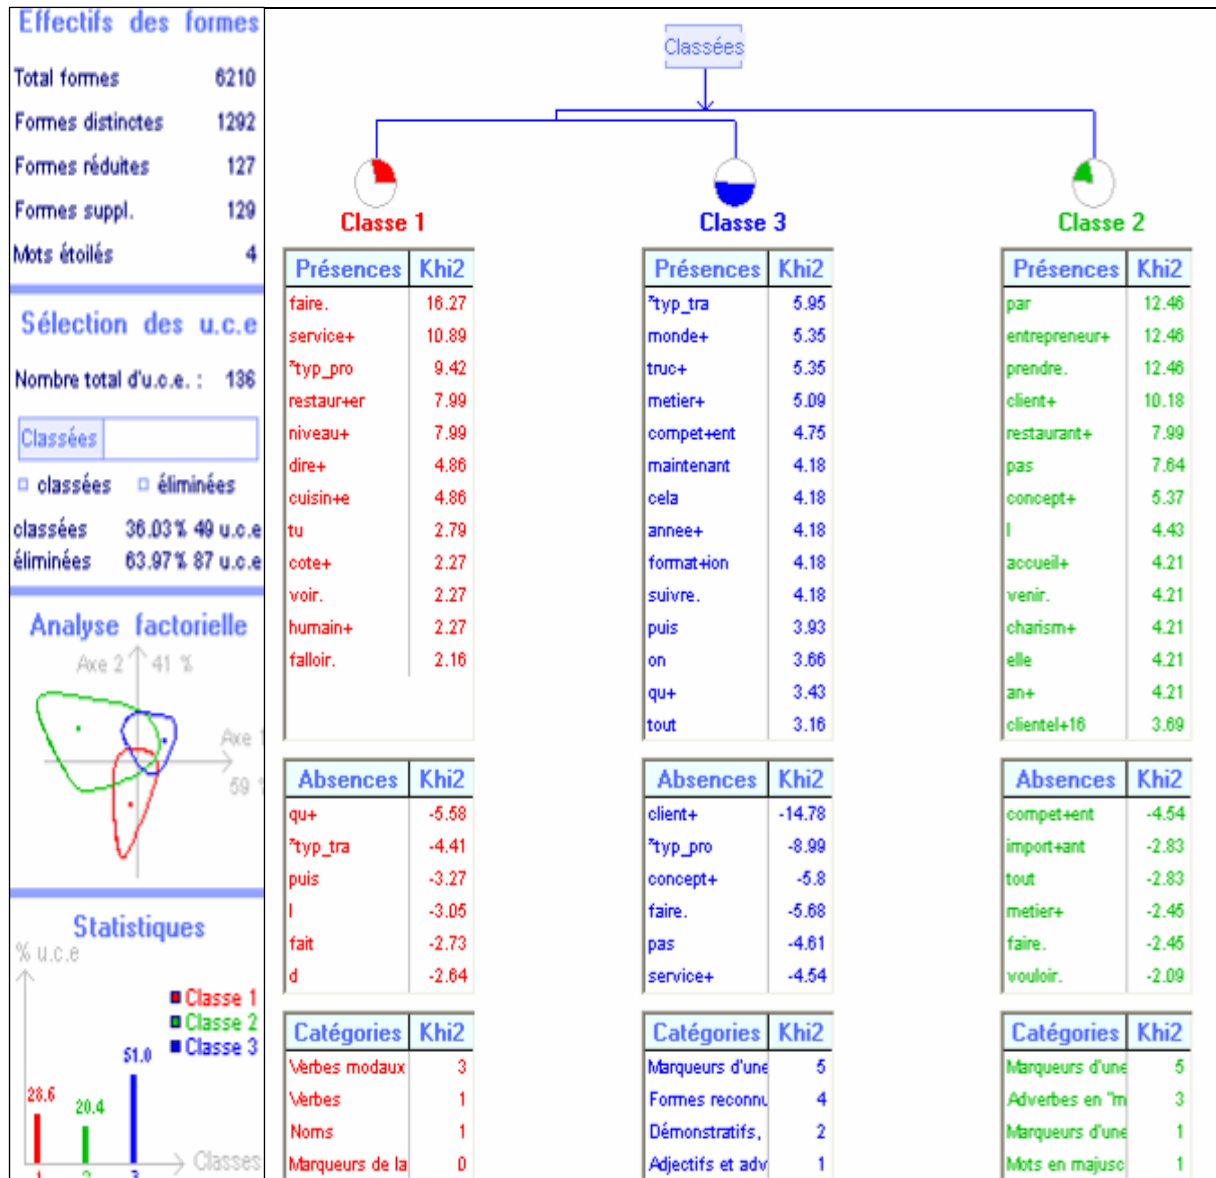 Effectifs des formes
Total formes 6210
Formes distinctes 1292
Formes réduites 127
Formes suppl. 129
Mots étoilés 4
Sélection des u.c.e
Nombre total d'u.c.e. : 136
Classées
classées éliminées
classées 36.03% 49 u.c.e
éliminées 63.97% 87 u.c.e
Analyse factorielle
Axe 2 41 %
Axe 1
59 %
Statistiques
% u.c.e
Classe 1
Classe 2
Classe 3
28.6
20.4
51.0
1 2 3
Classes
Classées
Classe 1
Présences Khi2
faire. 16.27
service+ 10.89
*typ_pro 9.42
restaur+er 7.99
niveau+ 7.99
dire+ 4.86
cuisin+e 4.86
tu 2.79
cote+ 2.27
voir. 2.27
humain+ 2.27
falloir. 2.16
Absences Khi2
qu+ -5.58
*typ_tra -4.41
puis -3.27
l -3.05
fait -2.73
d -2.64
Catégories Khi2
Verbes modaux 3
Verbes 1
Noms 1
Marqueurs de la 0
Classe 3
Présences Khi2
*typ_tra 5.95
monde+ 5.35
truc+ 5.35
metier+ 5.09
compet+ent 4.75
maintenant 4.18
cela 4.18
annee+ 4.18
format+ion 4.18
suivre. 4.18
puis 3.93
on 3.66
qu+ 3.43
tout 3.16
Absences Khi2
client+ -14.78
*typ_pro -8.99
concept+ -5.8
faire. -5.68
pas -4.61
service+ -4.54
Catégories Khi2
Marqueurs d'une 5
Formes reconnu 4
Démonstratifs, 2
Adjectifs et adv 1
Classe 2
Présences Khi2
par 12.46
entrepreneur+ 12.46
prendre. 12.46
client+ 10.18
restaurant+ 7.99
pas 7.64
concept+ 5.37
l 4.43
accueil+ 4.21
venir. 4.21
charism+ 4.21
elle 4.21
an+ 4.21
clientel+16 3.69
Absences Khi2
compet+ent -4.54
import+ant -2.83
tout -2.83
metier+ -2.45
faire. -2.45
vouloir. -2.09
Catégories Khi2
Marqueurs d'une 5
Adverbes en "m 3
Marqueurs d'une 1
Mots en majusc 1